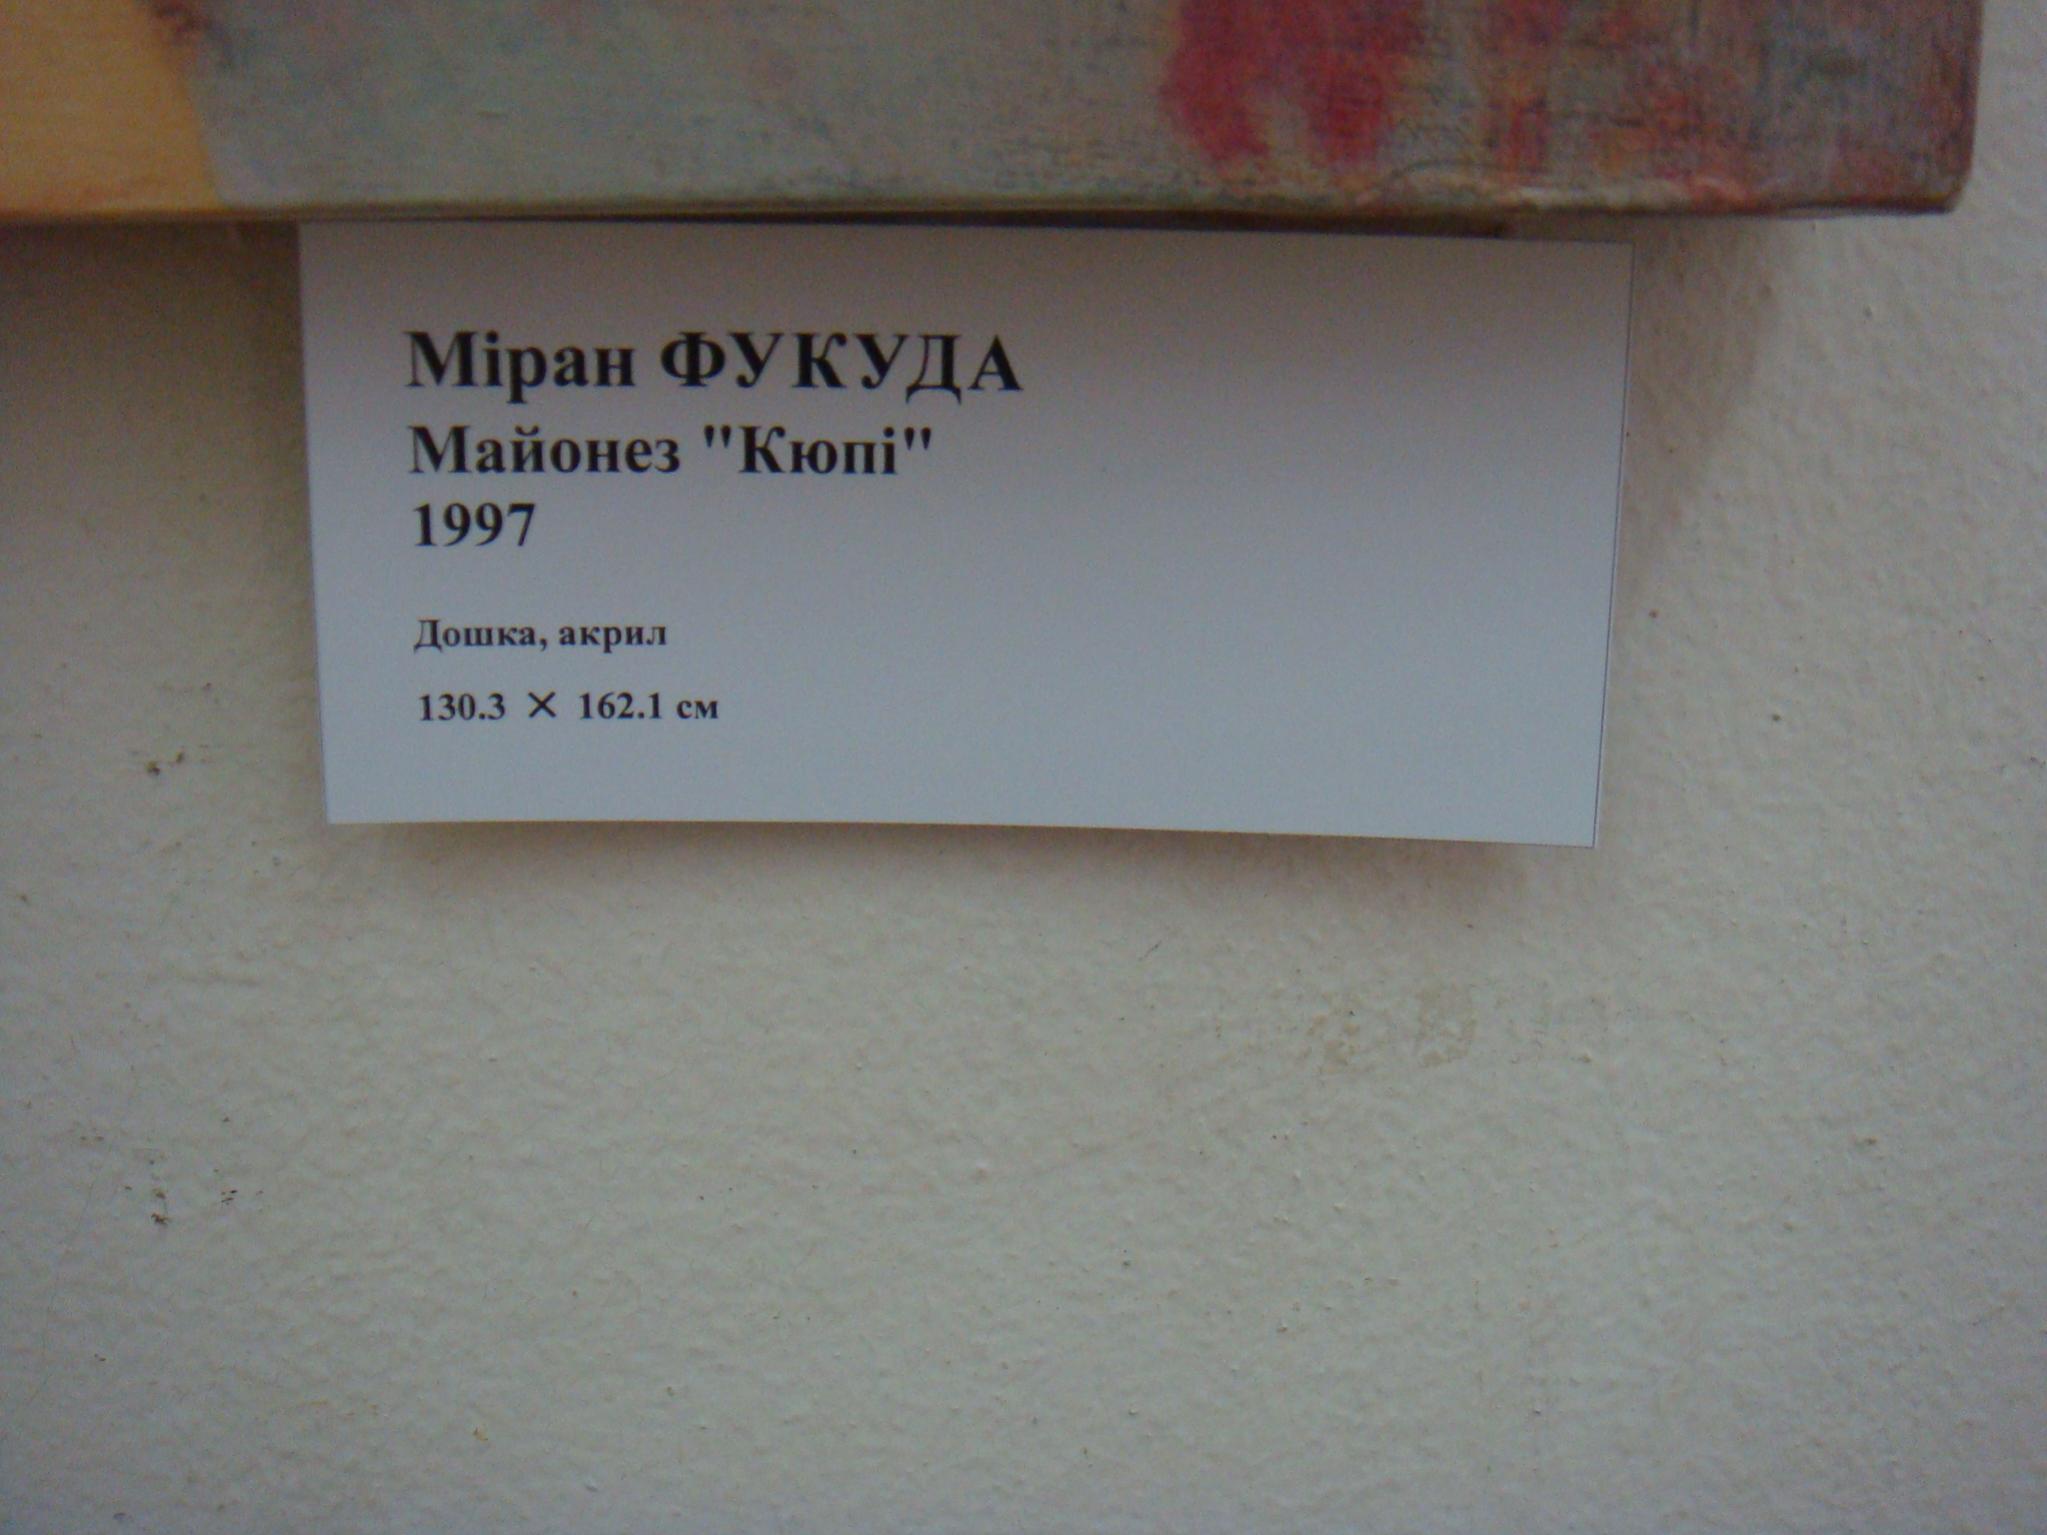 Міран ФУКУДА
Майонез "Кюпі"
1997
Дошка, акрил
130.3 × 162.1 см